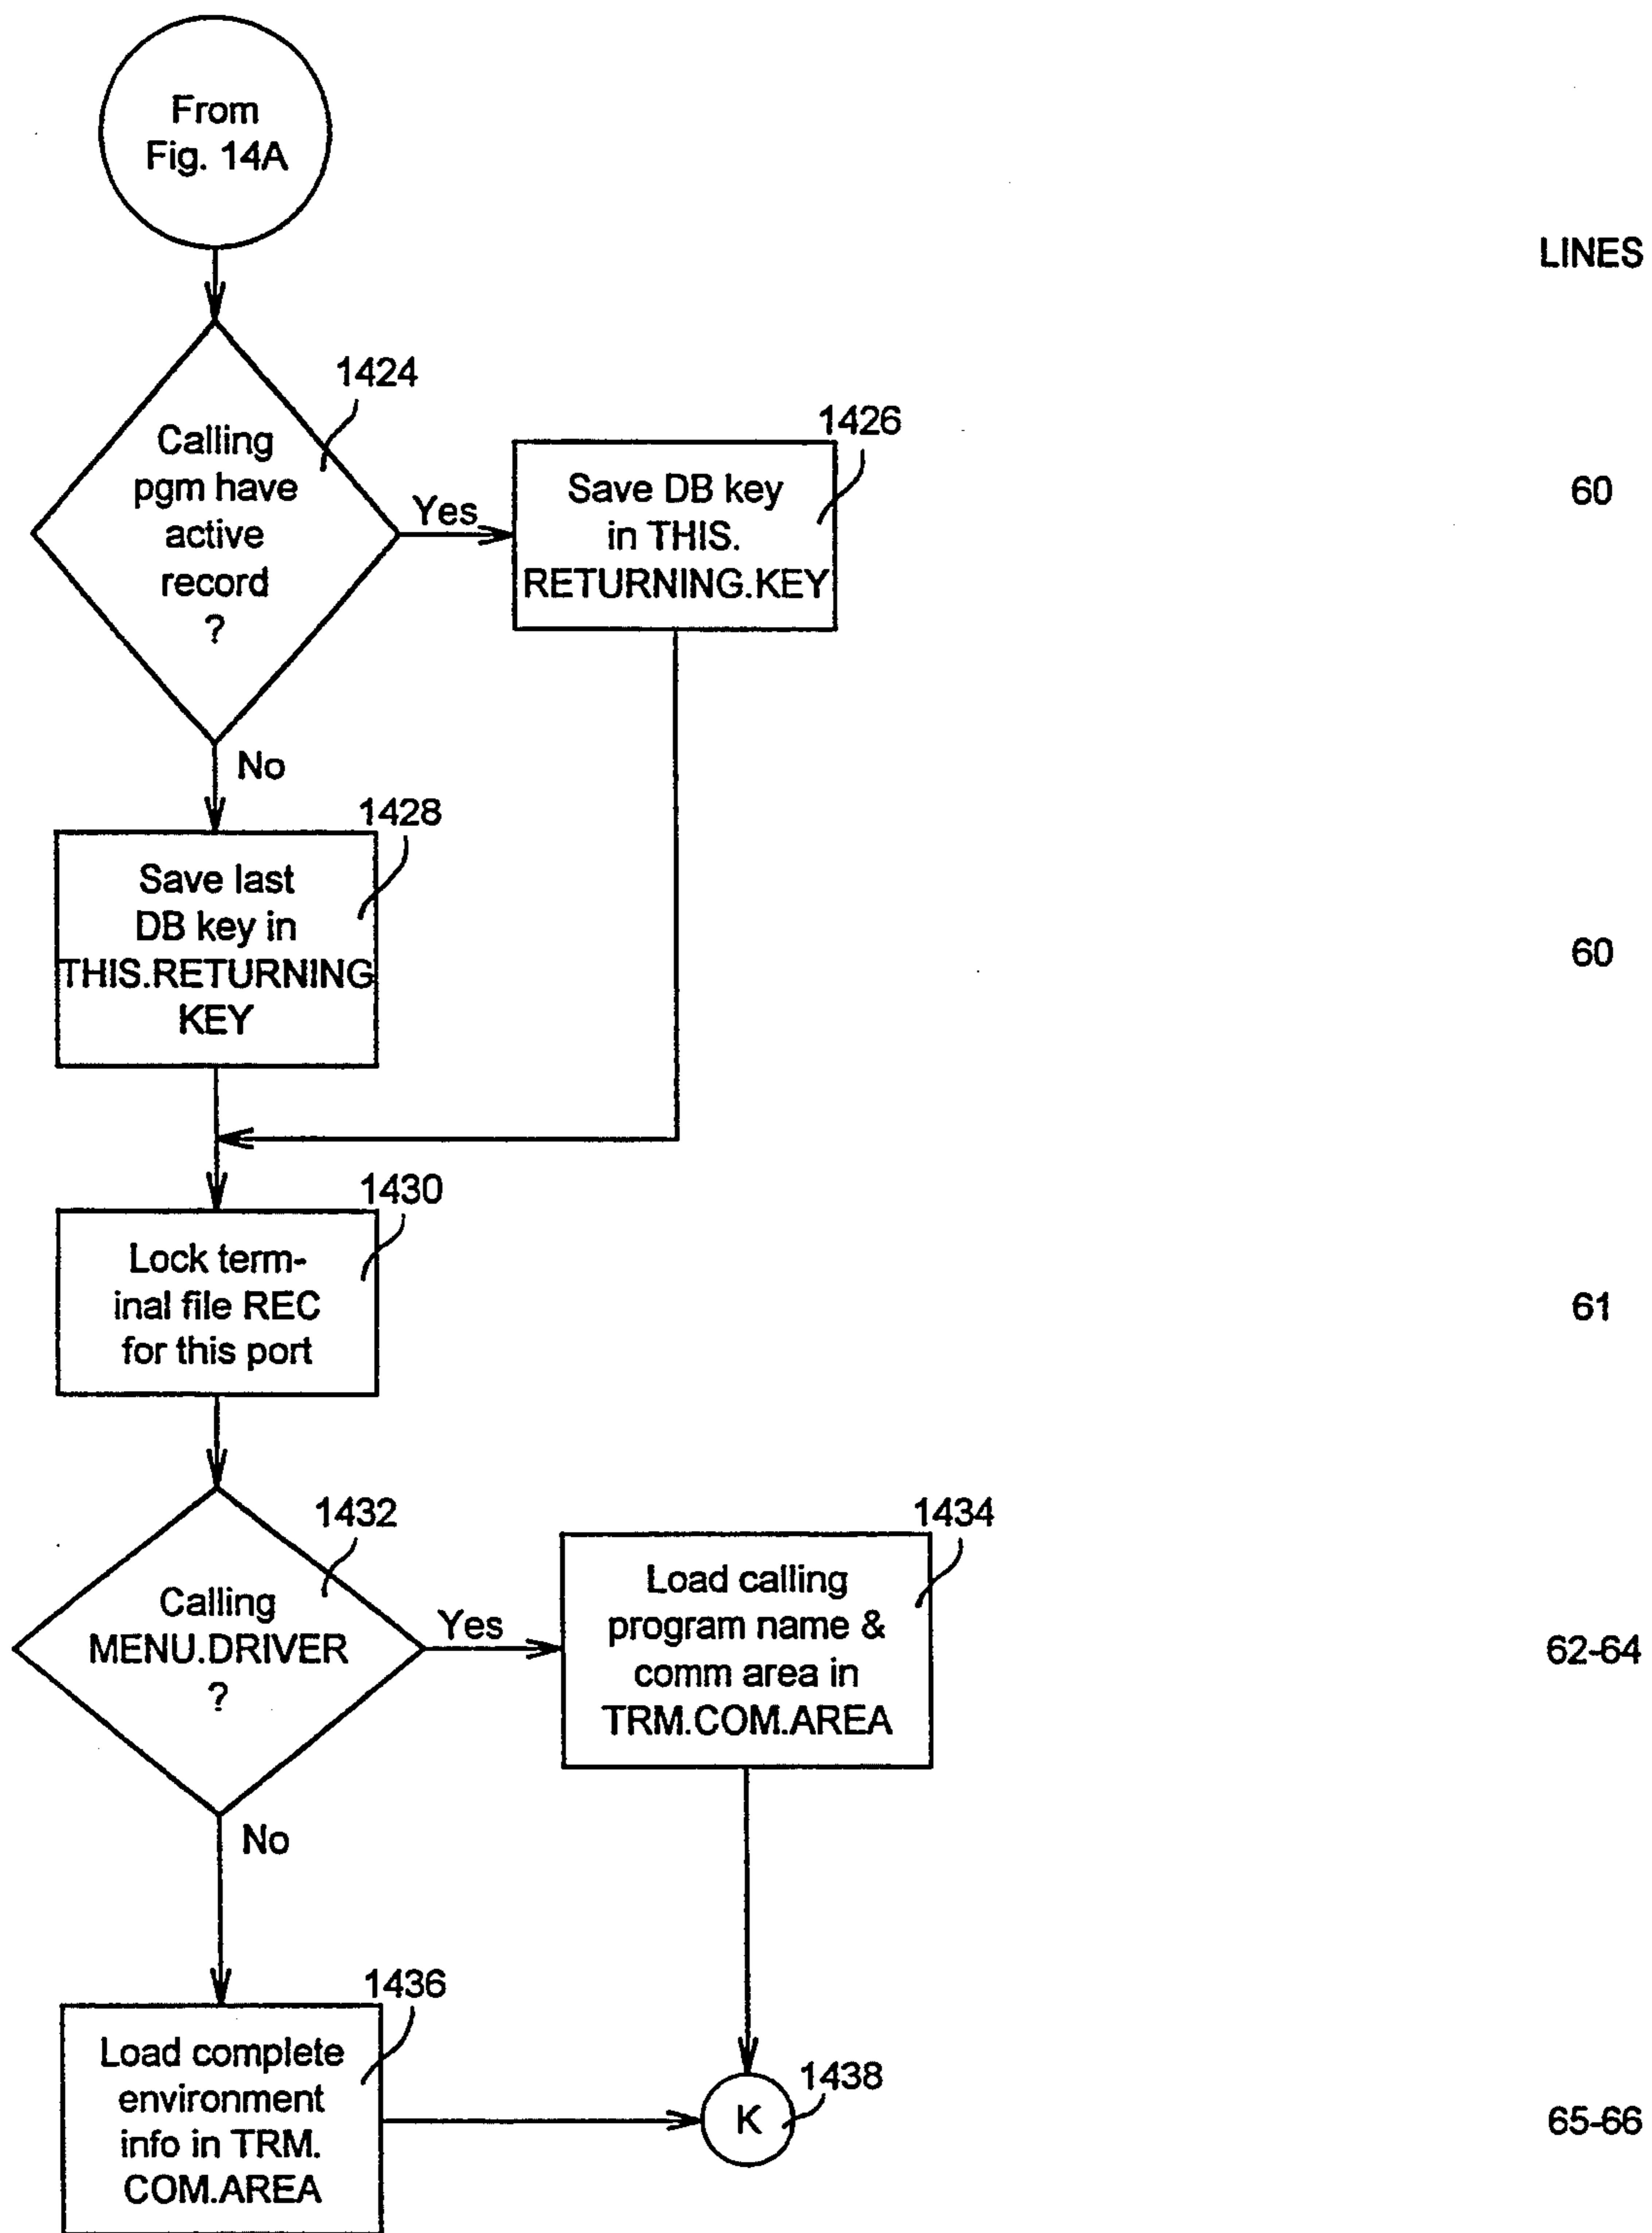 From
Fig. 14A
LINES
1424
Calling
pgm have
active
record
?
Yes
1426
Save DB key
in THIS.
RETURNING.KEY
60
No
1428
Save last
DB key in
THIS.RETURNING
KEY
60
1430
Lock term-
inal file REC
for this port
61
1432
Calling
MENU.DRIVER
?
Yes
1434
Load calling
program name &
comm area in
TRM.COM.AREA
62-64
No
1436
Load complete
environment
info in TRM.
COM.AREA
K
1438
65-66